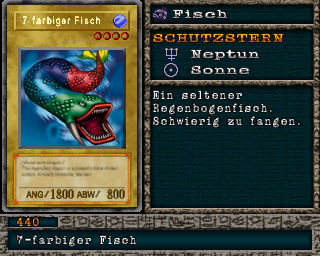 7-farbiger Fisch
ANG/ 1800 ABW/ 800
Fisch
SCHUTZSTERN
Neptun
Sonne
Ein seltener
Regenbogenfisch.
Schwierig zu fangen.
440
7-farbiger Fisch